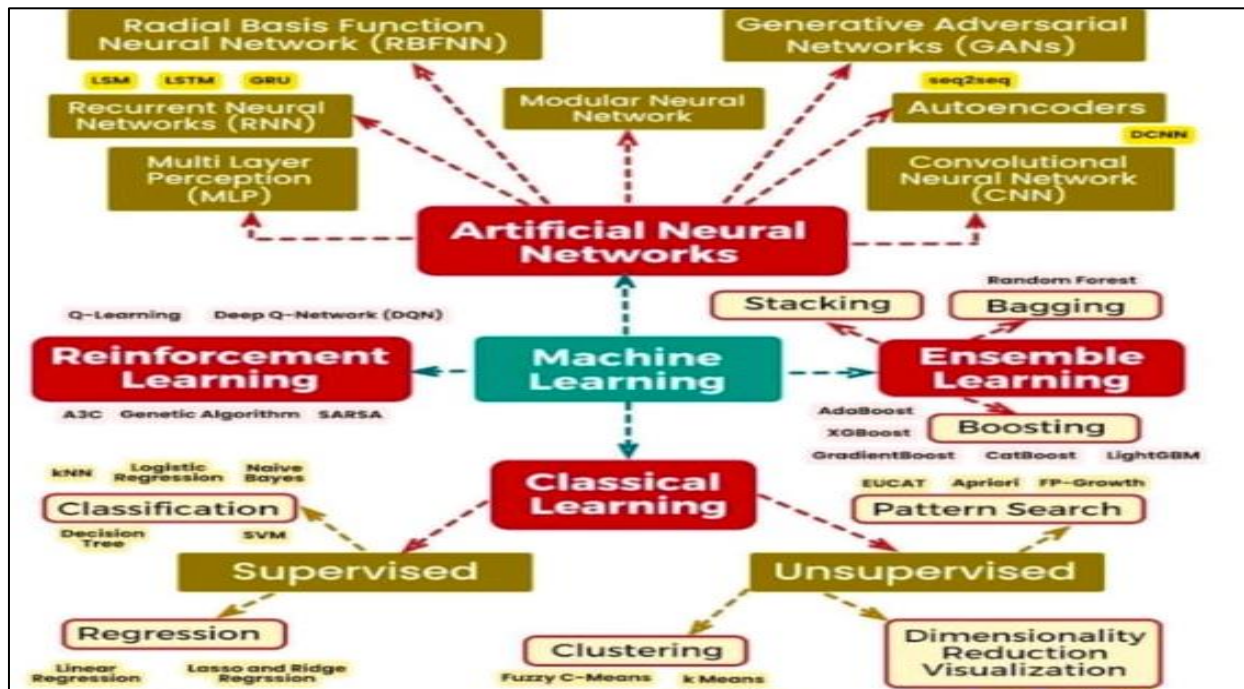 Radial Basis Function
Neural Network (RBFNN)
Generative Adversarial
Networks (GANs)
LSM LSTM GRU
Recurrent Neural
Networks (RNN)
Modular Neural
Network
seq2seq
Autoencoders
DCNN
Multi Layer
Perception
(MLP)
Convolutional
Neural Network
(CNN)
Artificial Neural
Networks
Q-Learning Deep Q-Network (DQN)
Reinforcement
Learning
A3C Genetic Algorithm SARSA
Machine
Learning
Stacking
Random Forest
Bagging
Ensemble
Learning
AdaBoost
XGBoost
Boosting
GradientBoost CatBoost LightGBM
Classical
Learning
kNN
Logistic
Regression
Naive
Bayes
Classification
Decision
Tree
SVM
EUCAT Apriori FP-Growth
Pattern Search
Supervised
Unsupervised
Regression
Linear
Regression
Lasso and Ridge
Regrssion
Clustering
Fuzzy C-Means k Means
Dimensionality
Reduction
Visualization